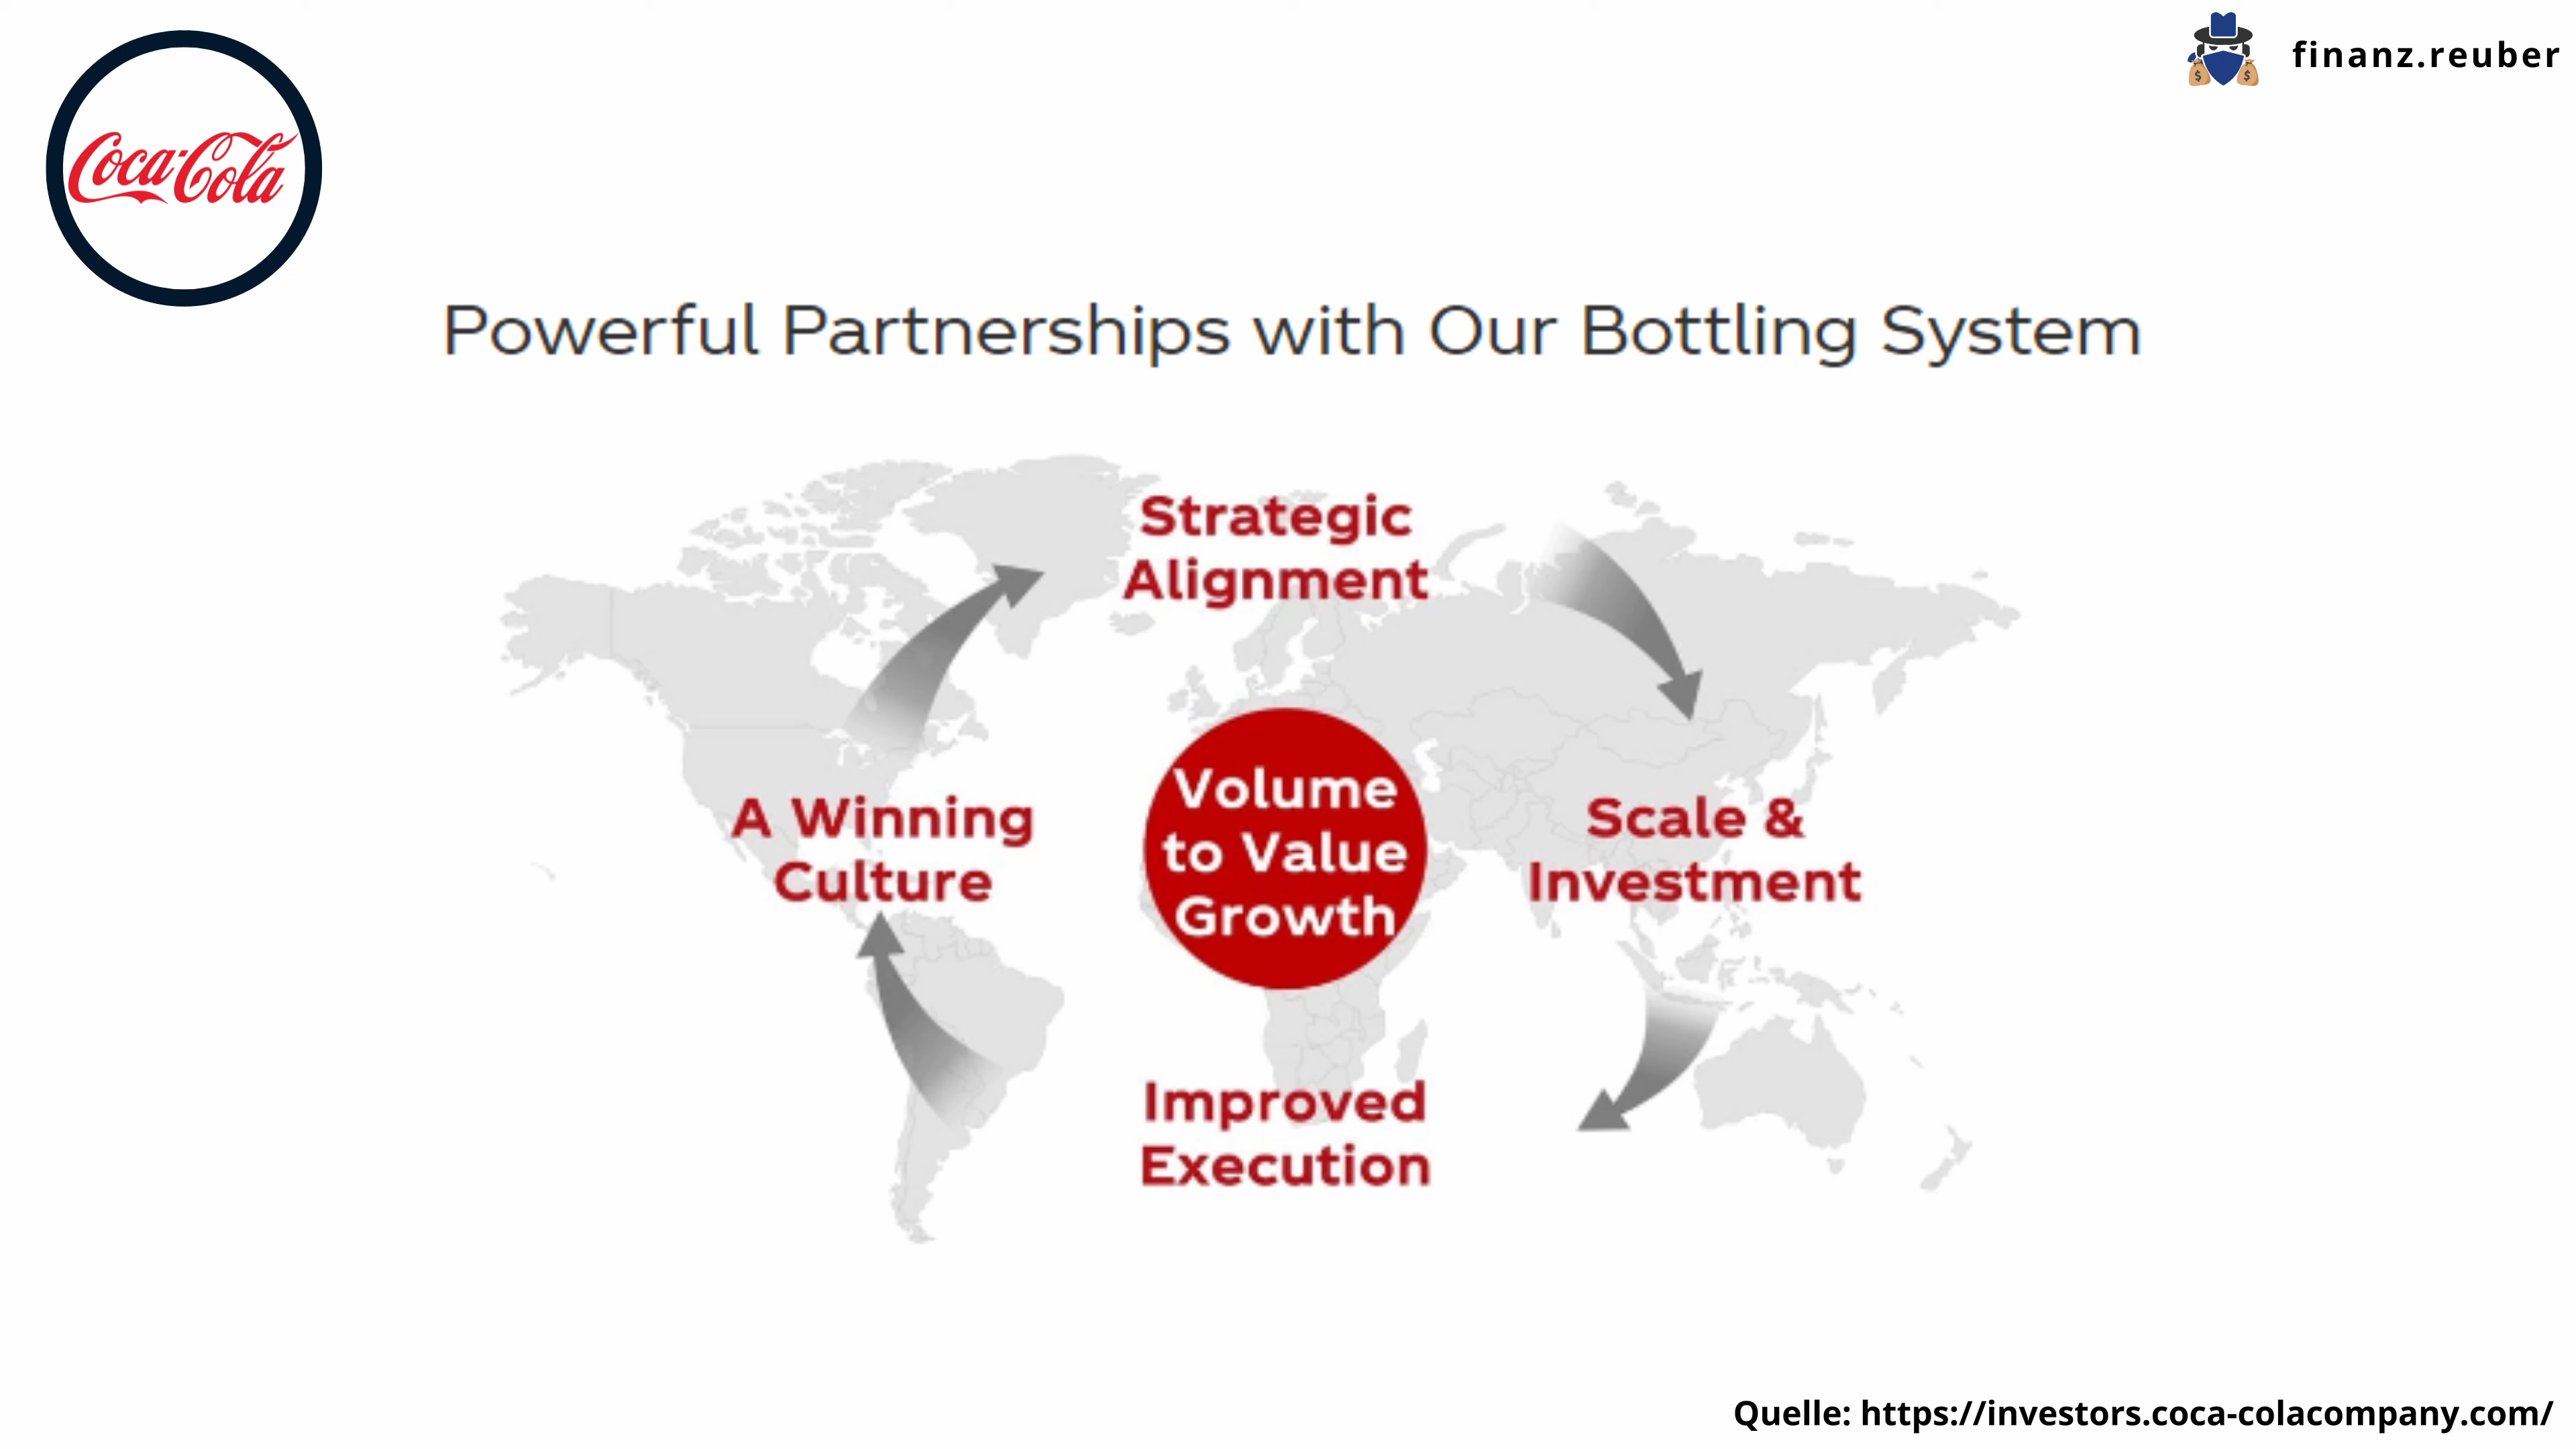 Coca-Cola
finanz.reuber
Powerful Partnerships with Our Bottling System
Strategic
Alignment
A Winning
Culture
Volume
to Value
Growth
Scale &
Investment
Improved
Execution
Quelle: https://investors.coca-colacompany.com/